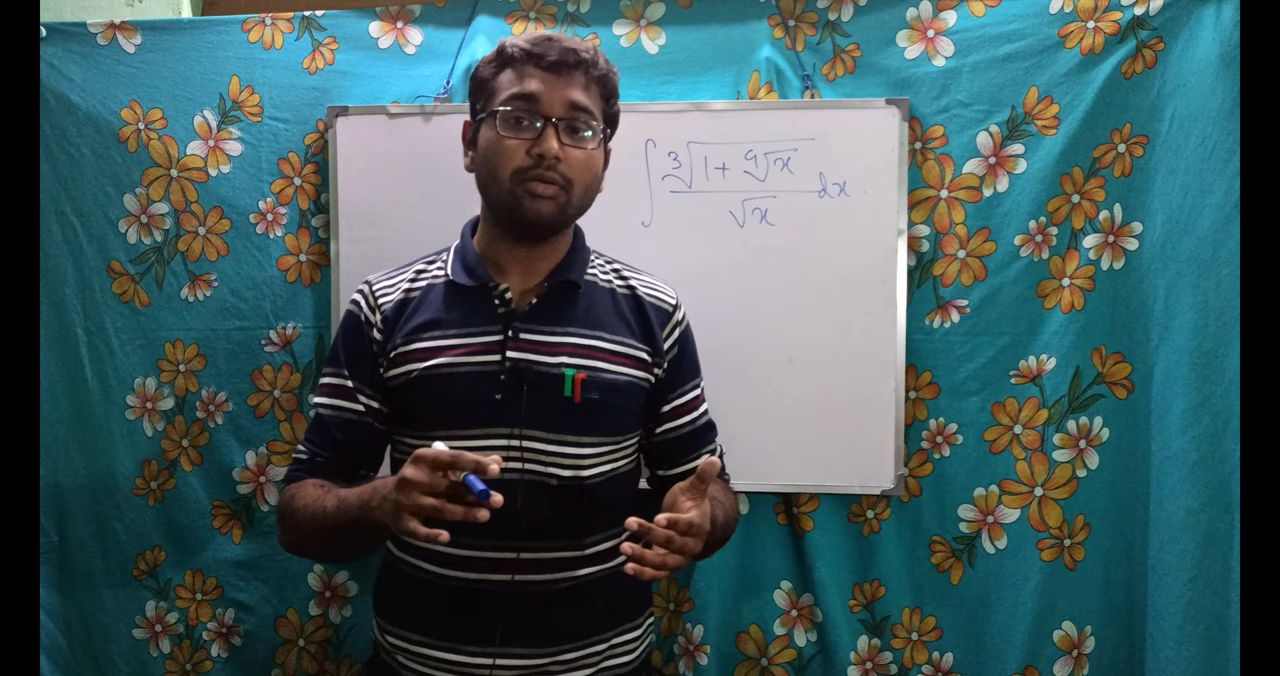 ∫ ∛(1 + ⁴√x) / √x dx